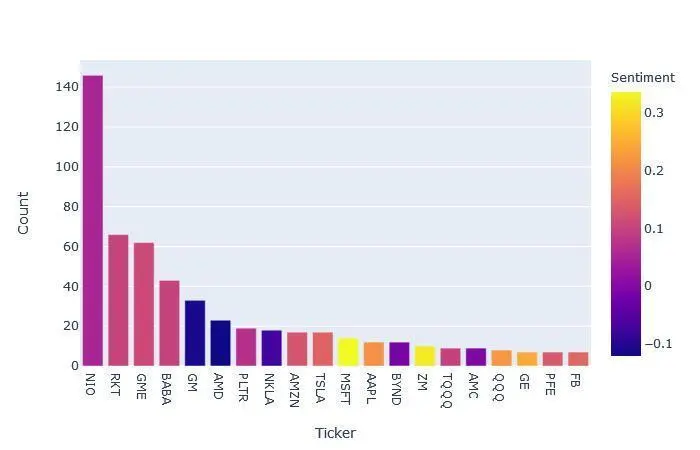 Sentiment
140
120
100
80
60
40
20
0
Count
0.3
0.2
0.1
0
−0.1
NIO
RKT
GME
BABA
GM
AMD
PLTR
NKLA
AMZN
TSLA
MSFT
AAPL
BYND
ZM
TQQQ
AMC
QQQ
GE
PFE
FB
Ticker